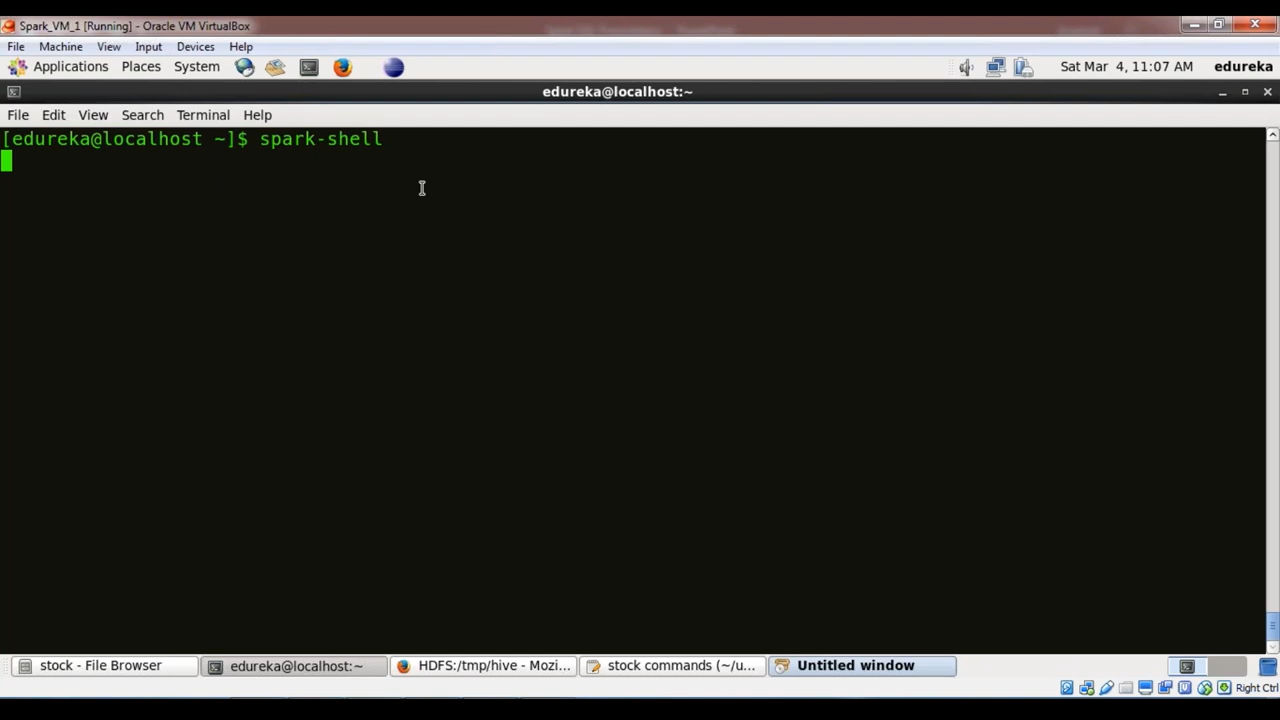 Spark_VM_1 [Running] - Oracle VM VirtualBox
File Machine View Input Devices Help
Applications Places System Sat Mar 4, 11:07 AM edureka
edureka@localhost:~
File Edit View Search Terminal Help
[edureka@localhost ~]$ spark-shell
stock - File Browser edureka@localhost:~ HDFS:/tmp/hive - Mozi... stock commands (~/u... Untitled window
Right Ctrl